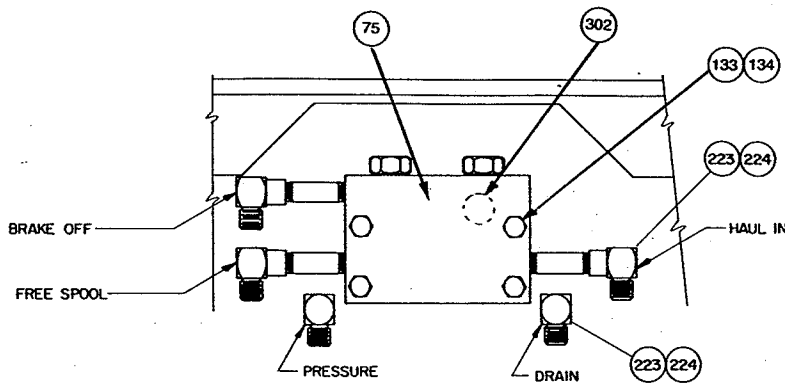 75
302
133 134
223 224
BRAKE OFF
HAUL IN
FREE SPOOL
PRESSURE
DRAIN
223 224